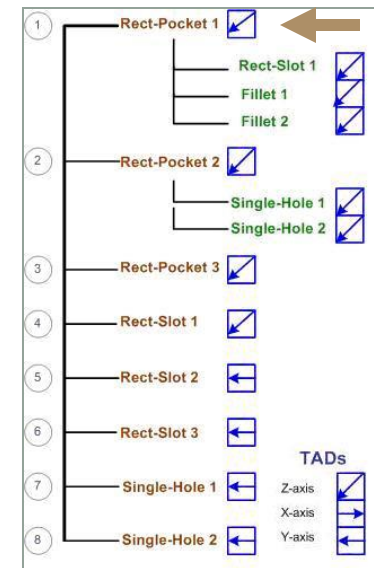 1 Rect-Pocket 1
Rect-Slot 1
Fillet 1
Fillet 2
2 Rect-Pocket 2
Single-Hole 1
Single-Hole 2
3 Rect-Pocket 3
4 Rect-Slot 1
5 Rect-Slot 2
6 Rect-Slot 3
TADs
7 Single-Hole 1 Z-axis
X-axis
8 Single-Hole 2 Y-axis